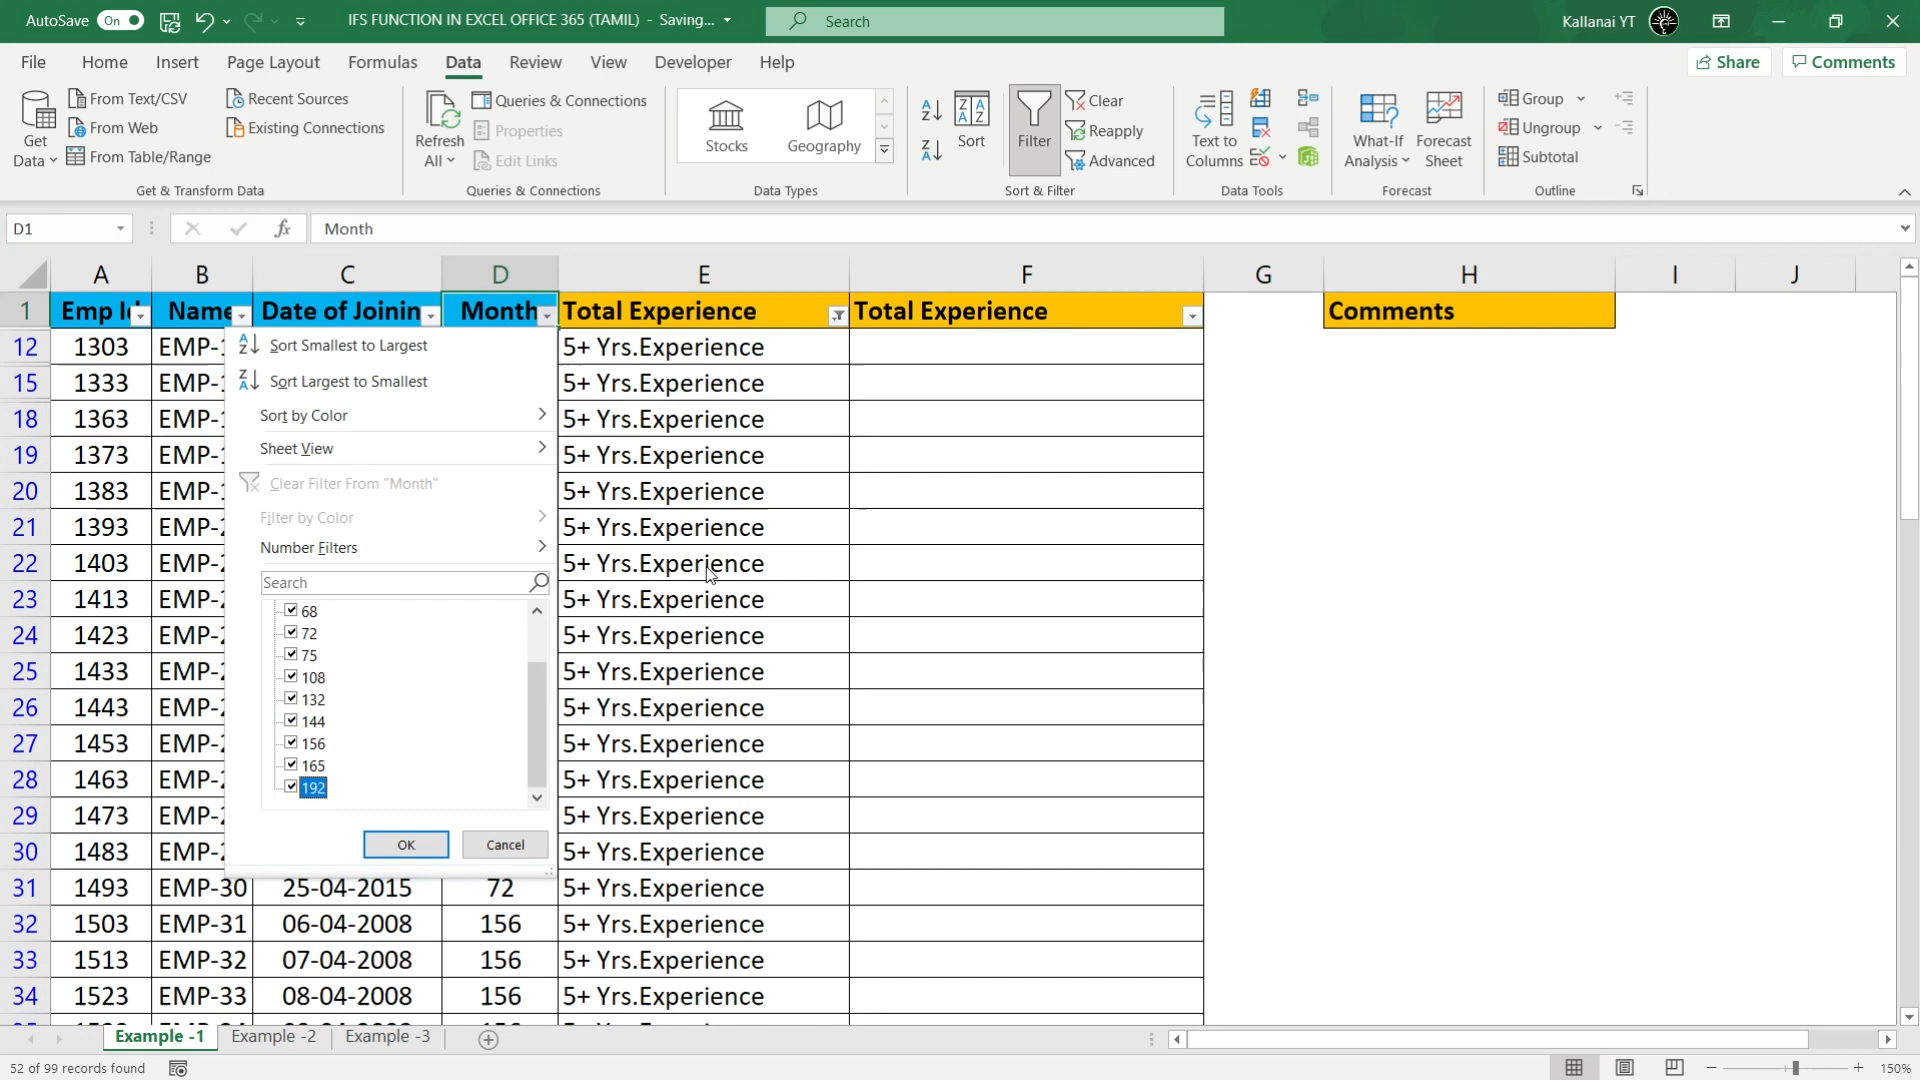 AutoSave On IFS FUNCTION IN EXCEL OFFICE 365 (TAMIL) - Saving... Search Kallanai YT
File Home Insert Page Layout Formulas Data Review View Developer Help Share Comments
Get Data From Text/CSV From Web From Table/Range Recent Sources Existing Connections
Refresh All Queries & Connections Properties Edit Links
Stocks Geography
Sort Filter Clear Reapply Advanced
Text to Columns
What-If Analysis Forecast Sheet
Group Ungroup Subtotal
Get & Transform Data Queries & Connections Data Types Sort & Filter Data Tools Forecast Outline
D1 fx Month
A B C D E F G H I J
1 Emp I Name Date of Joinin Month Total Experience Total Experience Comments
12 1303 EMP- 5+ Yrs.Experience
15 1333 EMP- 5+ Yrs.Experience
18 1363 EMP- 5+ Yrs.Experience
19 1373 EMP- 5+ Yrs.Experience
20 1383 EMP- 5+ Yrs.Experience
21 1393 EMP- 5+ Yrs.Experience
22 1403 EMP- 5+ Yrs.Experience
23 1413 EMP- 5+ Yrs.Experience
24 1423 EMP- 5+ Yrs.Experience
25 1433 EMP- 5+ Yrs.Experience
26 1443 EMP- 5+ Yrs.Experience
27 1453 EMP- 5+ Yrs.Experience
28 1463 EMP- 5+ Yrs.Experience
29 1473 EMP- 5+ Yrs.Experience
30 1483 EMP- 5+ Yrs.Experience
31 1493 EMP-30 25-04-2015 72 5+ Yrs.Experience
32 1503 EMP-31 06-04-2008 156 5+ Yrs.Experience
33 1513 EMP-32 07-04-2008 156 5+ Yrs.Experience
34 1523 EMP-33 08-04-2008 156 5+ Yrs.Experience
Sort Smallest to Largest
Sort Largest to Smallest
Sort by Color
Sheet View
Clear Filter From "Month"
Filter by Color
Number Filters
Search
68
72
75
108
132
144
156
165
192
OK Cancel
Example -1 Example -2 Example -3
52 of 99 records found 150%